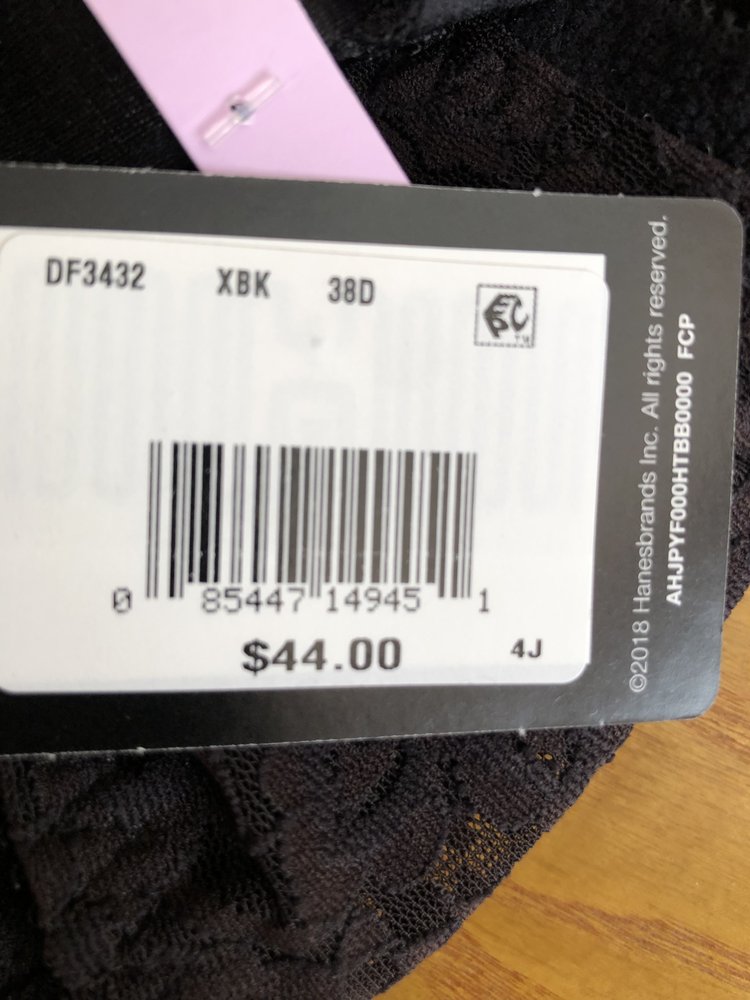 DF3432 XBK 38D
0 85447 14945 1
$44.00 4J
©2018 Hanesbrands Inc. All rights reserved.
AHJPYF000HTBB0000 FCP